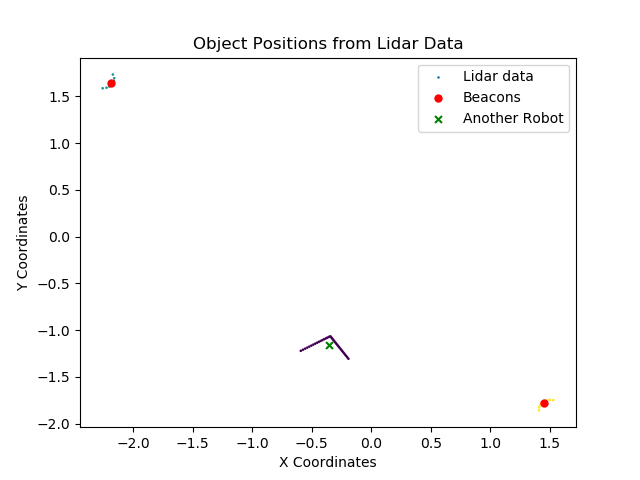 Object Positions from Lidar Data
Lidar data
Beacons
Another Robot
1.5
1.0
0.5
0.0
−0.5
−1.0
−1.5
−2.0
Y Coordinates
−2.0 −1.5 −1.0 −0.5 0.0 0.5 1.0 1.5
X Coordinates